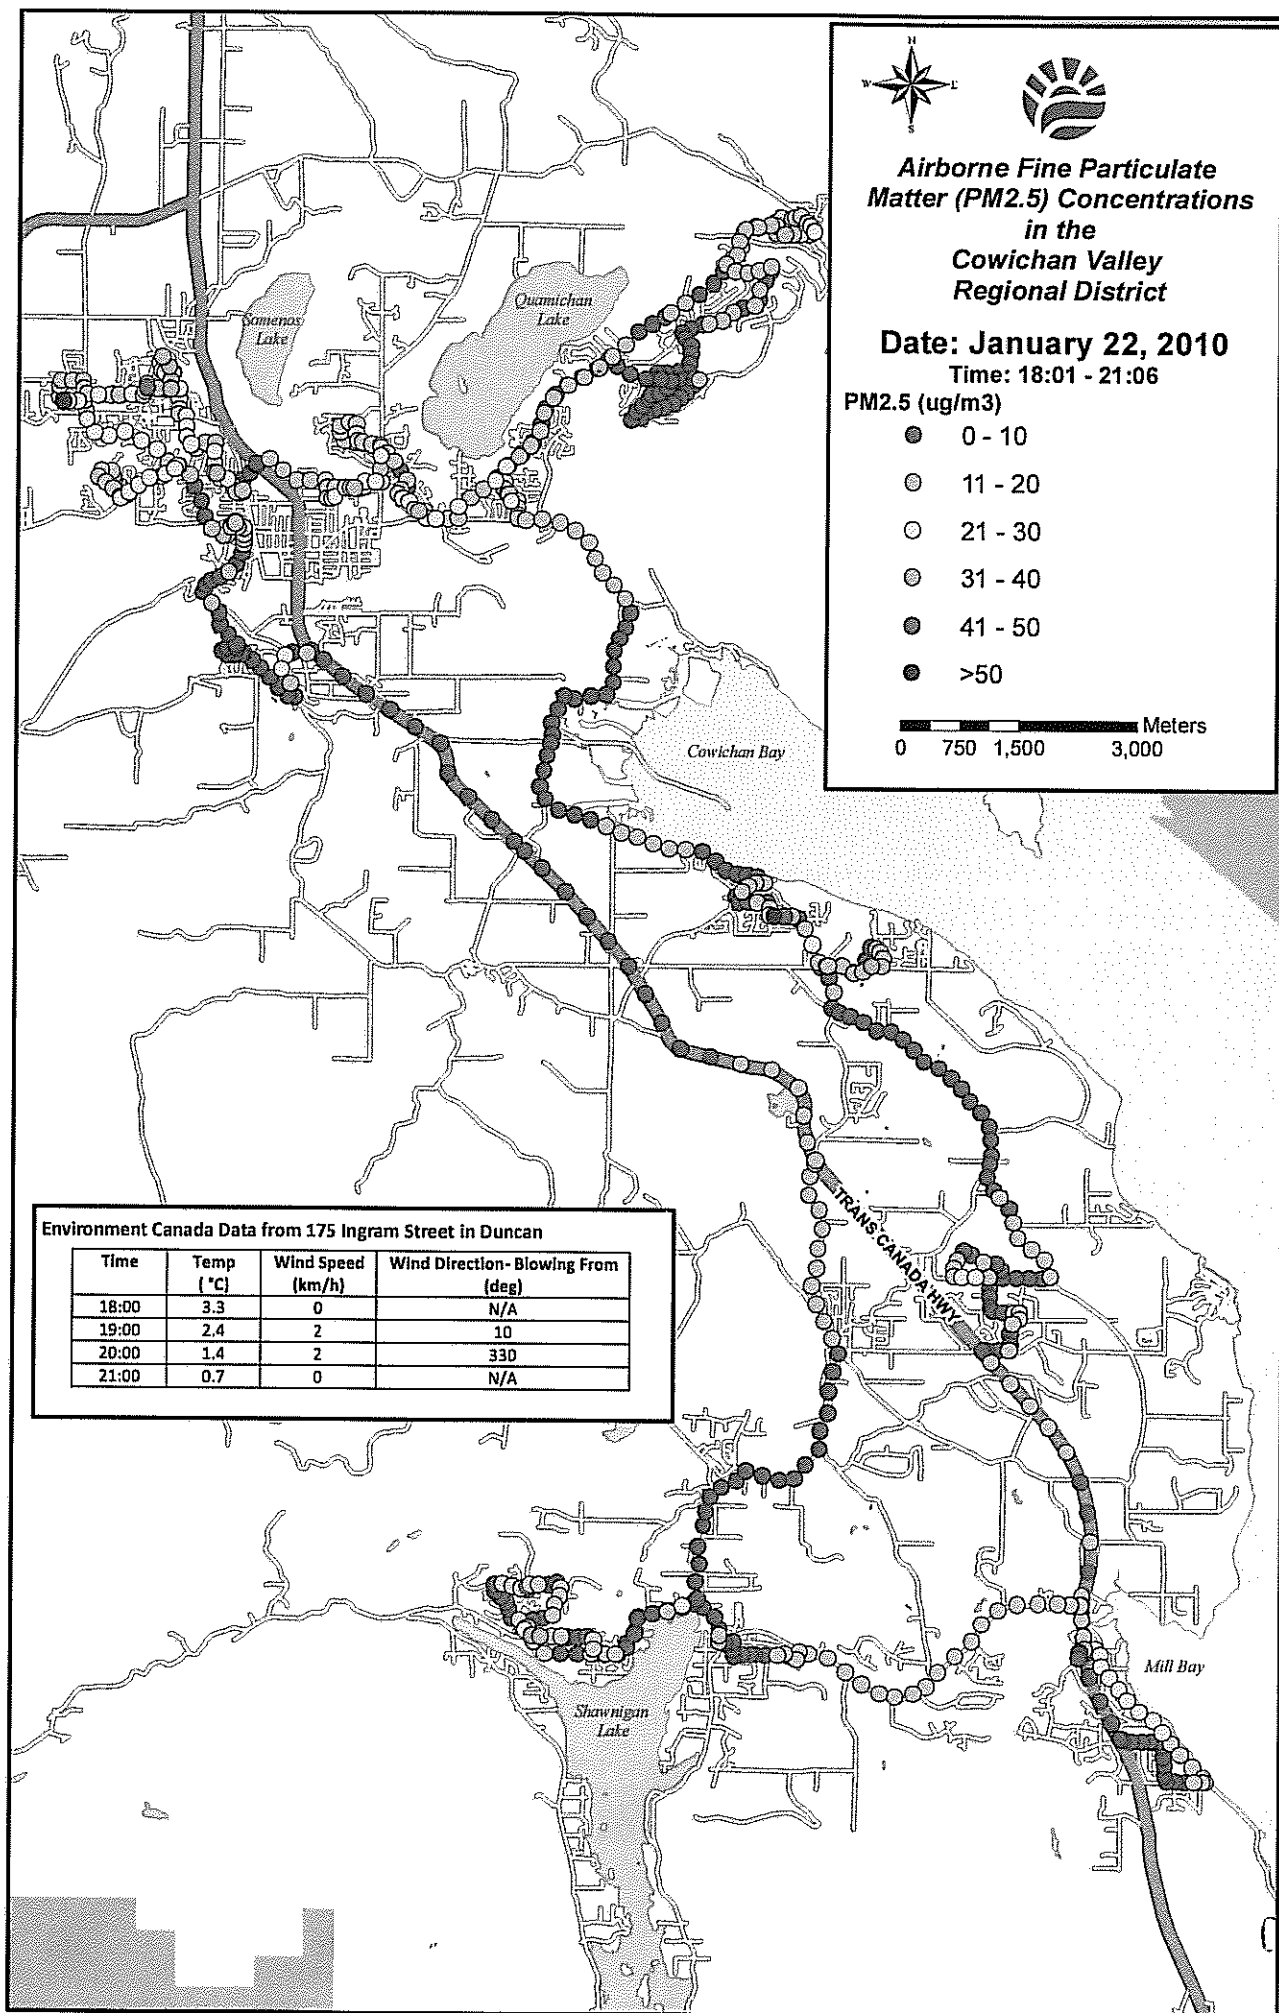 N
W E
S
Airborne Fine Particulate
Matter (PM2.5) Concentrations
in the
Cowichan Valley
Regional District
Date: January 22, 2010
Time: 18:01 - 21:06
PM2.5 (ug/m3)
0 - 10
11 - 20
21 - 30
31 - 40
41 - 50
>50
Meters
0 750 1,500 3,000
Quamichan
Lake
Somenos
Lake
Cowichan Bay
TRANS CANADA HWY
Environment Canada Data from 175 Ingram Street in Duncan
Time Temp Wind Speed Wind Direction- Blowing From
(°C) (km/h) (deg)
18:00 3.3 0 N/A
19:00 2.4 2 10
20:00 1.4 2 330
21:00 0.7 0 N/A
Mill Bay
Shawnigan
Lake